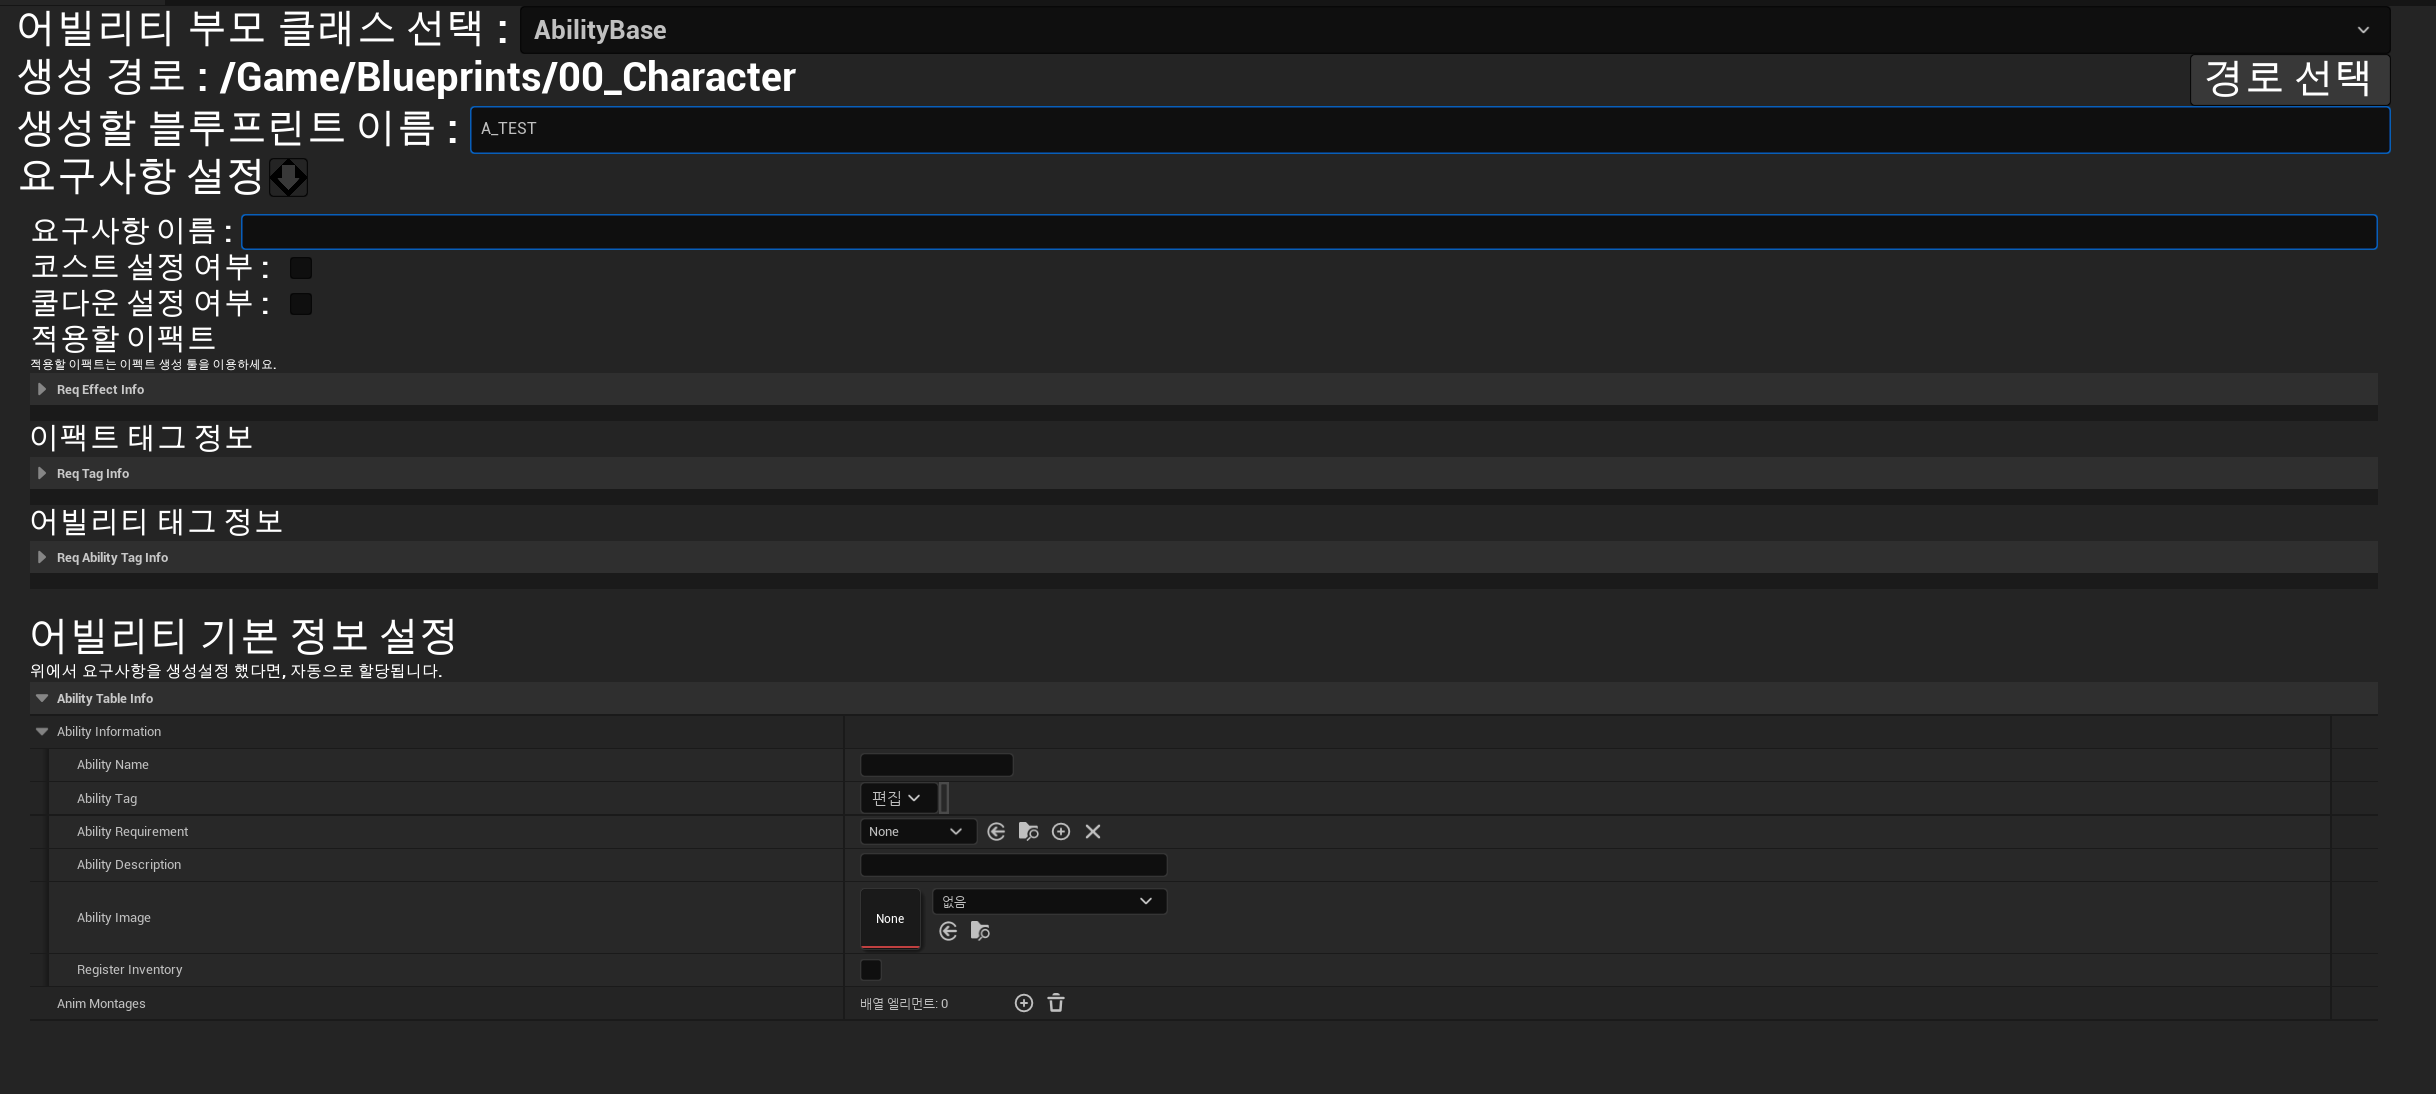 어빌리티 부모 클래스 선택 : AbilityBase
생성 경로 : /Game/Blueprints/00_Character 경로 선택
생성할 블루프린트 이름 : A_TEST
요구사항 설정
요구사항 이름 :
코스트 설정 여부 :
쿨다운 설정 여부 :
적용할 이팩트
적용할 이팩트는 이펙트 생성 툴을 이용하세요.
Req Effect Info
이팩트 태그 정보
Req Tag Info
어빌리티 태그 정보
Req Ability Tag Info
어빌리티 기본 정보 설정
위에서 요구사항을 생성설정 했다면, 자동으로 할당됩니다.
Ability Table Info
Ability Information
Ability Name
Ability Tag 편집
Ability Requirement None
Ability Description
Ability Image None 없음
Register Inventory
Anim Montages 배열 엘리먼트: 0